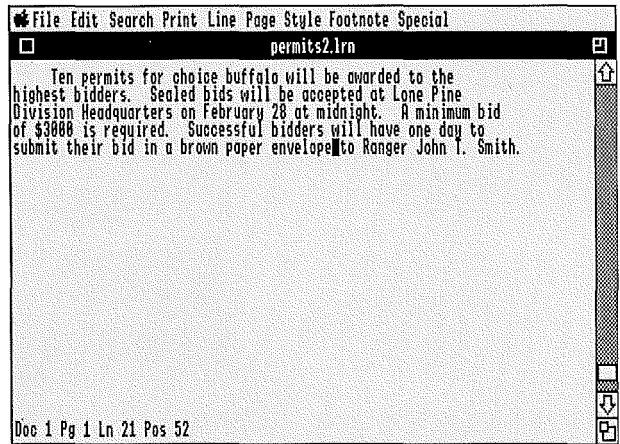 File Edit Search Print Line Page Style Footnote Special
permits2.lrn
Ten permits for choice buffalo will be awarded to the
highest bidders. Sealed bids will be accepted at Lone Pine
Division Headquarters on February 28 at midnight. A minimum bid
of $3000 is required. Successful bidders will have one day to
submit their bid in a brown paper envelope to Ranger John T. Smith.
Doc 1 Pg 1 Ln 21 Pos 52